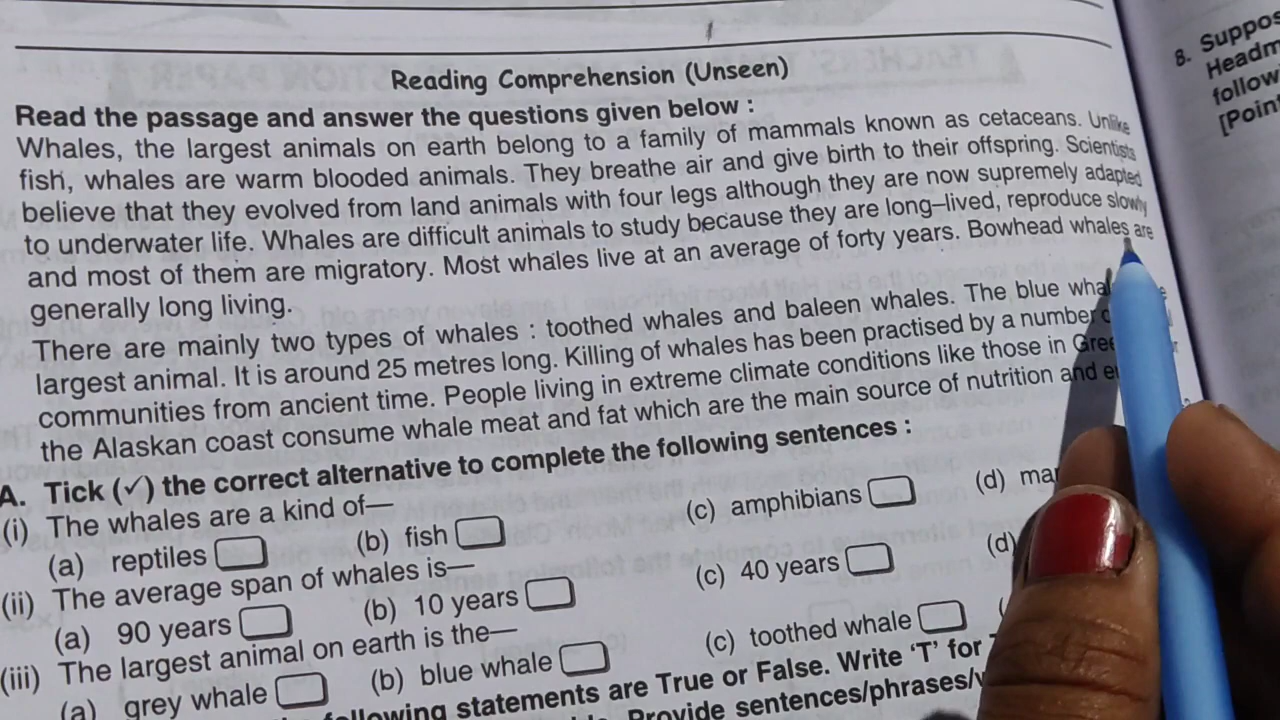 Reading Comprehension (Unseen)
Read the passage and answer the questions given below :
Whales, the largest animals on earth belong to a family of mammals known as cetaceans. Unlike
fish, whales are warm blooded animals. They breathe air and give birth to their offspring. Scientists
believe that they evolved from land animals with four legs although they are now supremely adapted
to underwater life. Whales are difficult animals to study because they are long–lived, reproduce slowly
and most of them are migratory. Most whales live at an average of forty years. Bowhead whales are
generally long living.
There are mainly two types of whales : toothed whales and baleen whales. The blue
largest animal. It is around 25 metres long. Killing of whales has been practised by a number
communities from ancient time. People living in extreme climate conditions like those in
the Alaskan coast consume whale meat and fat which are the main source of nutrition and
A. Tick (✓) the correct alternative to complete the following sentences :
(i) The whales are a kind of—
(a) reptiles (b) fish (c) amphibians (d)
(ii) The average span of whales is—
(a) 90 years (b) 10 years (c) 40 years (d)
(iii) The largest animal on earth is the—
(a) grey whale (b) blue whale (c) toothed whale
following statements are True or False. Write 'T' for
Provide sentences/phrases/
8. Suppos
Headm
follow
[Poin